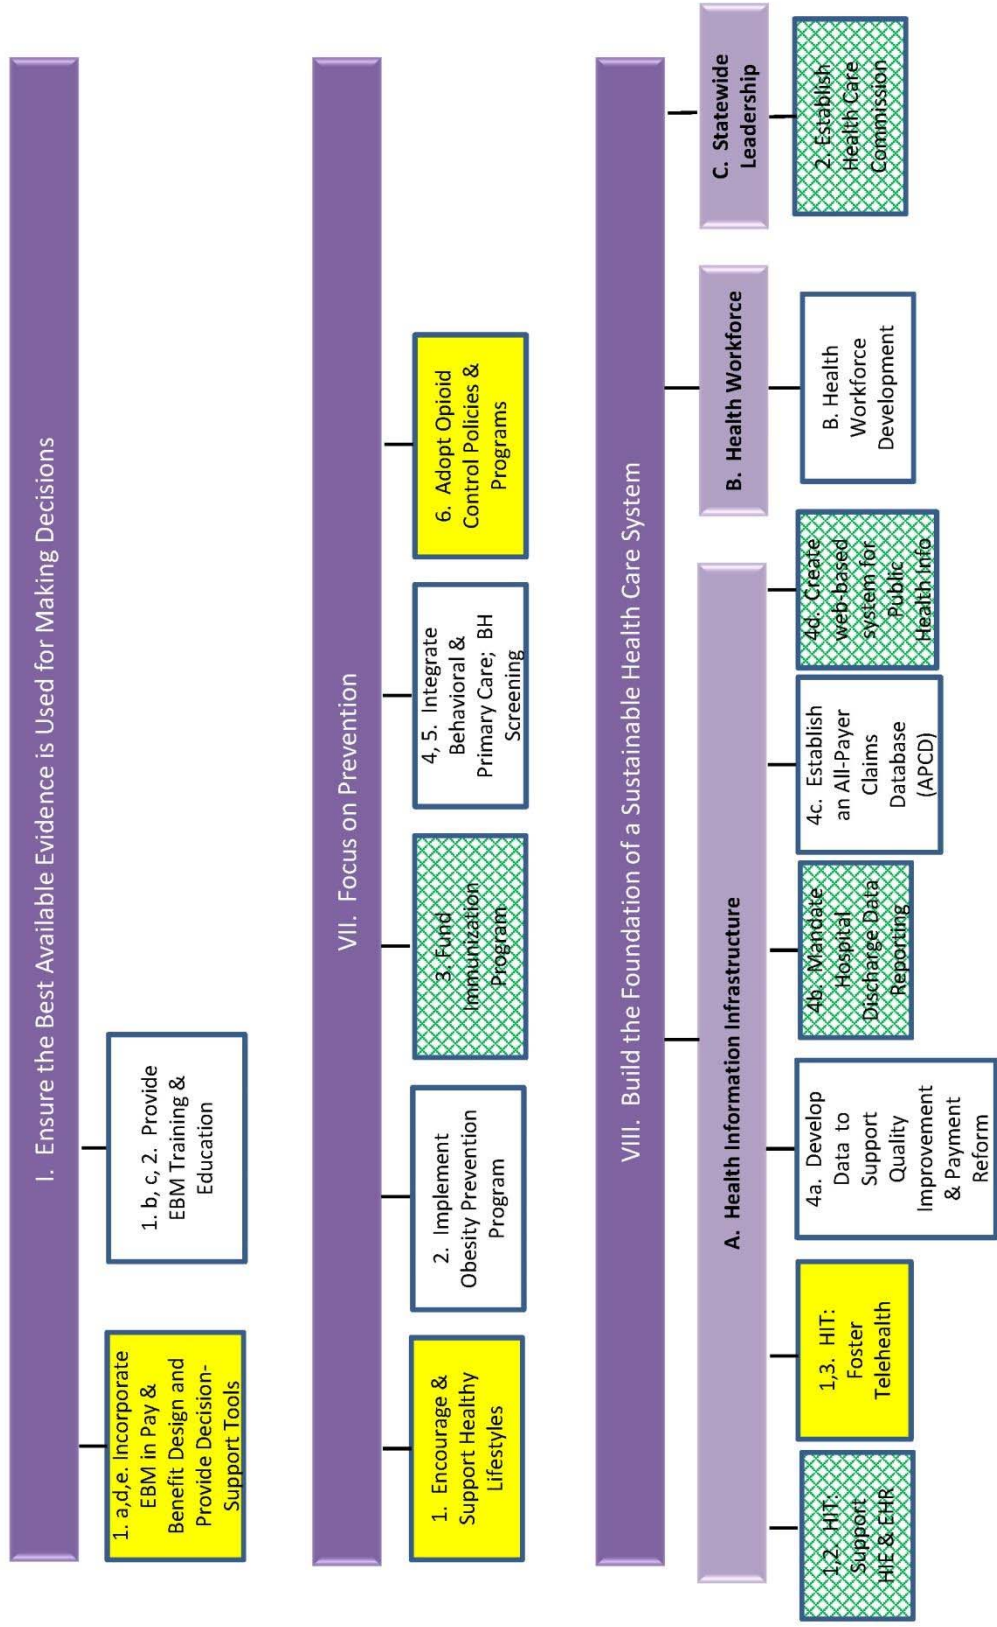 I. Ensure the Best Available Evidence is Used for Making Decisions
1. a,d,e. Incorporate
EBM in Pay &
Benefit Design and
Provide Decision-
Support Tools
1. b, c, 2. Provide
EBM Training &
Education
VII. Focus on Prevention
1. Encourage &
Support Healthy
Lifestyles
2. Implement
Obesity Prevention
Program
3. Fund
Immunization
Program
4, 5. Integrate
Behavioral &
Primary Care; BH
Screening
6. Adopt Opioid
Control Policies &
Programs
VIII. Build the Foundation of a Sustainable Health Care System
A. Health Information Infrastructure
1,2 HIT:
Support
HIE & EHR
1,3. HIT:
Foster
Telehealth
4a. Develop
Data to
Support
Quality
Improvement
& Payment
Reform
4b. Mandate
Hospital
Discharge Data
Reporting
4c. Establish
an All-Payer
Claims
Database
(APCD)
4d. Create
web-based
system for
Public
Health Info
B. Health Workforce
B. Health
Workforce
Development
C. Statewide
Leadership
2. Establish
Health Care
Commission